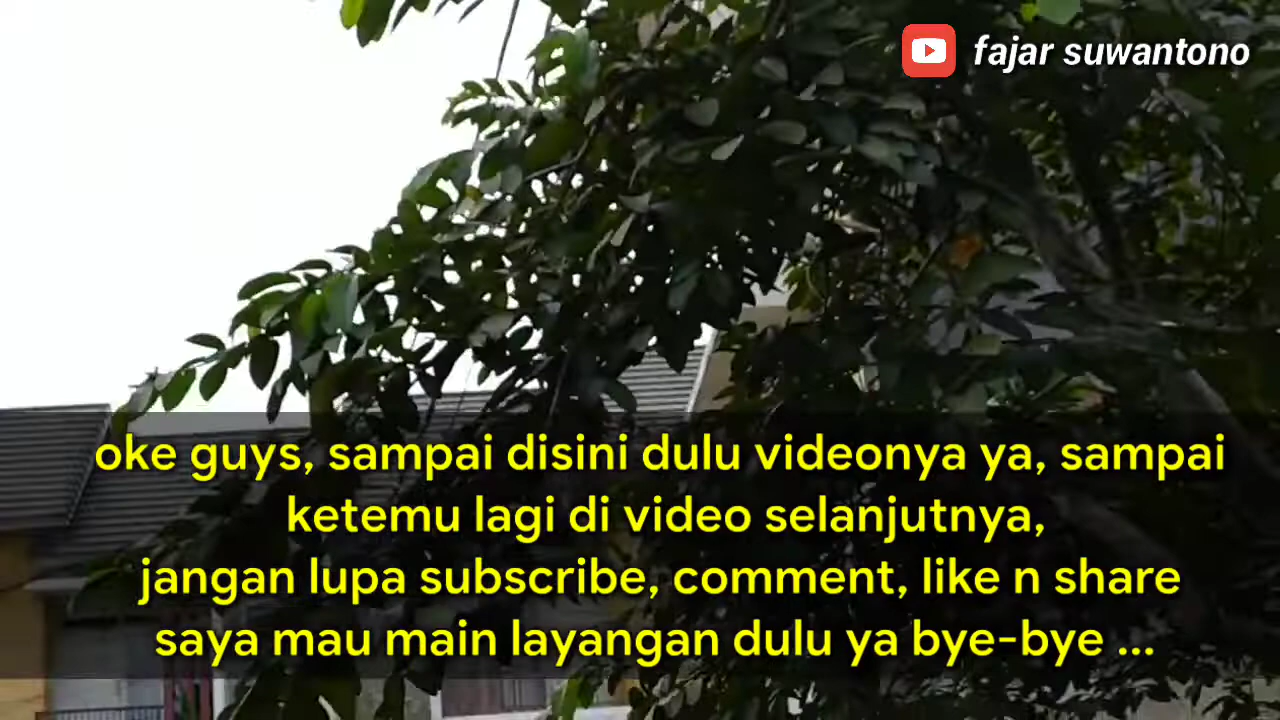 fajar suwantono
oke guys, sampai disini dulu videonya ya, sampai
ketemu lagi di video selanjutnya,
jangan lupa subscribe, comment, like n share
saya mau main layangan dulu ya bye-bye ...